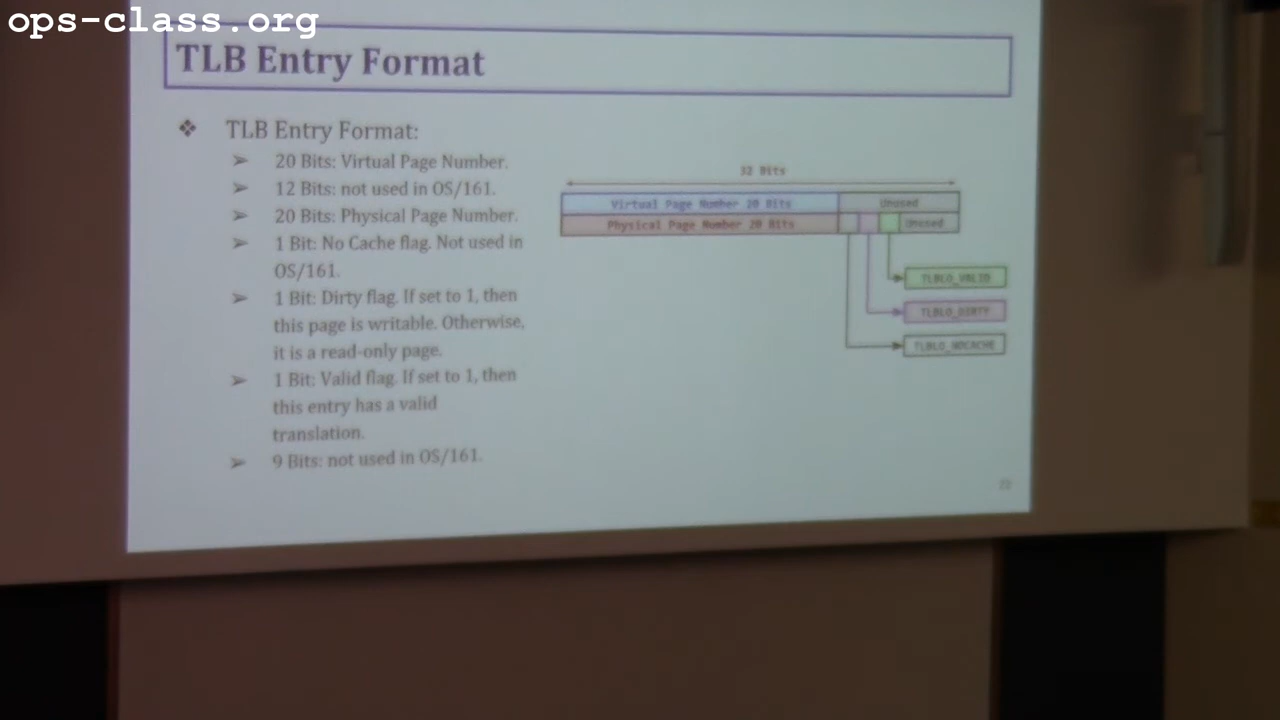 ops-class.org
TLB Entry Format
TLB Entry Format:
20 Bits: Virtual Page Number.
12 Bits: not used in OS/161.
20 Bits: Physical Page Number.
1 Bit: No Cache flag. Not used in
OS/161.
1 Bit: Dirty flag. If set to 1, then
this page is writable. Otherwise,
it is a read-only page.
1 Bit: Valid flag. If set to 1, then
this entry has a valid
translation.
9 Bits: not used in OS/161.
32 Bits
Virtual Page Number 20 Bits
Unused
Physical Page Number 20 Bits
Unused
TLBLO_VALID
TLBLO_DIRTY
TLBLO_NOCACHE